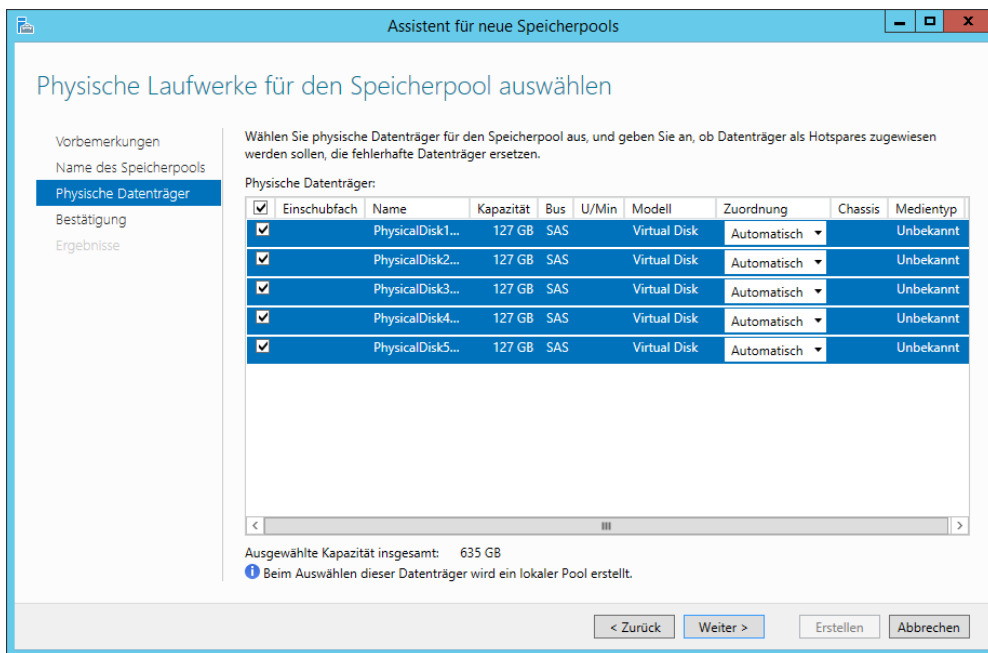 Assistent für neue Speicherpools
Physische Laufwerke für den Speicherpool auswählen
Vorbemerkungen
Name des Speicherpools
Physische Datenträger
Bestätigung
Ergebnisse
Wählen Sie physische Datenträger für den Speicherpool aus, und geben Sie an, ob Datenträger als Hotspares zugewiesen
werden sollen, die fehlerhafte Datenträger ersetzen.
Physische Datenträger:
Einschubfach Name Kapazität Bus U/Min Modell Zuordnung Chassis Medientyp
PhysicalDisk1... 127 GB SAS Virtual Disk Automatisch Unbekannt
PhysicalDisk2... 127 GB SAS Virtual Disk Automatisch Unbekannt
PhysicalDisk3... 127 GB SAS Virtual Disk Automatisch Unbekannt
PhysicalDisk4... 127 GB SAS Virtual Disk Automatisch Unbekannt
PhysicalDisk5... 127 GB SAS Virtual Disk Automatisch Unbekannt
Ausgewählte Kapazität insgesamt: 635 GB
Beim Auswählen dieser Datenträger wird ein lokaler Pool erstellt.
< Zurück Weiter > Erstellen Abbrechen